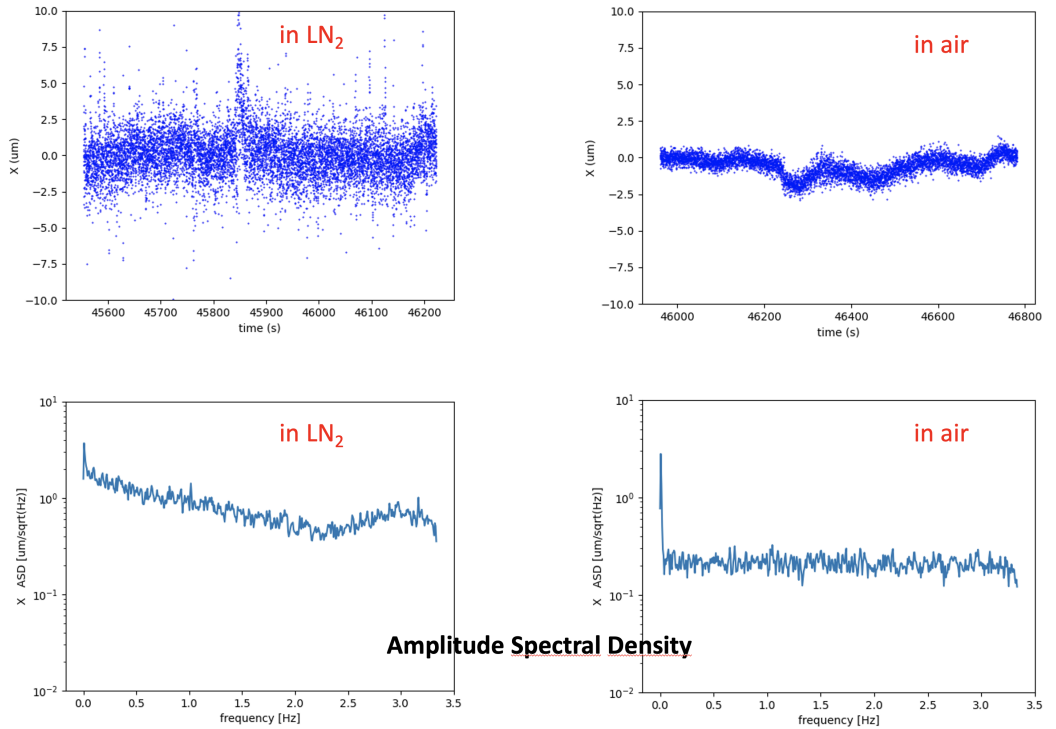 in LN₂
10.0
7.5
5.0
2.5
0.0
−2.5
−5.0
−7.5
−10.0
X (um)
45600 45700 45800 45900 46000 46100 46200
time (s)
in air
10.0
7.5
5.0
2.5
0.0
−2.5
−5.0
−7.5
−10.0
X (um)
46000 46200 46400 46600 46800
time (s)
in LN₂
10¹
10⁰
10⁻¹
10⁻²
X ASD [um/sqrt(Hz)]
0.0 0.5 1.0 1.5 2.0 2.5 3.0 3.5
frequency [Hz]
in air
10¹
10⁰
10⁻¹
10⁻²
X ASD [um/sqrt(Hz)]
0.0 0.5 1.0 1.5 2.0 2.5 3.0 3.5
frequency [Hz]
Amplitude Spectral Density